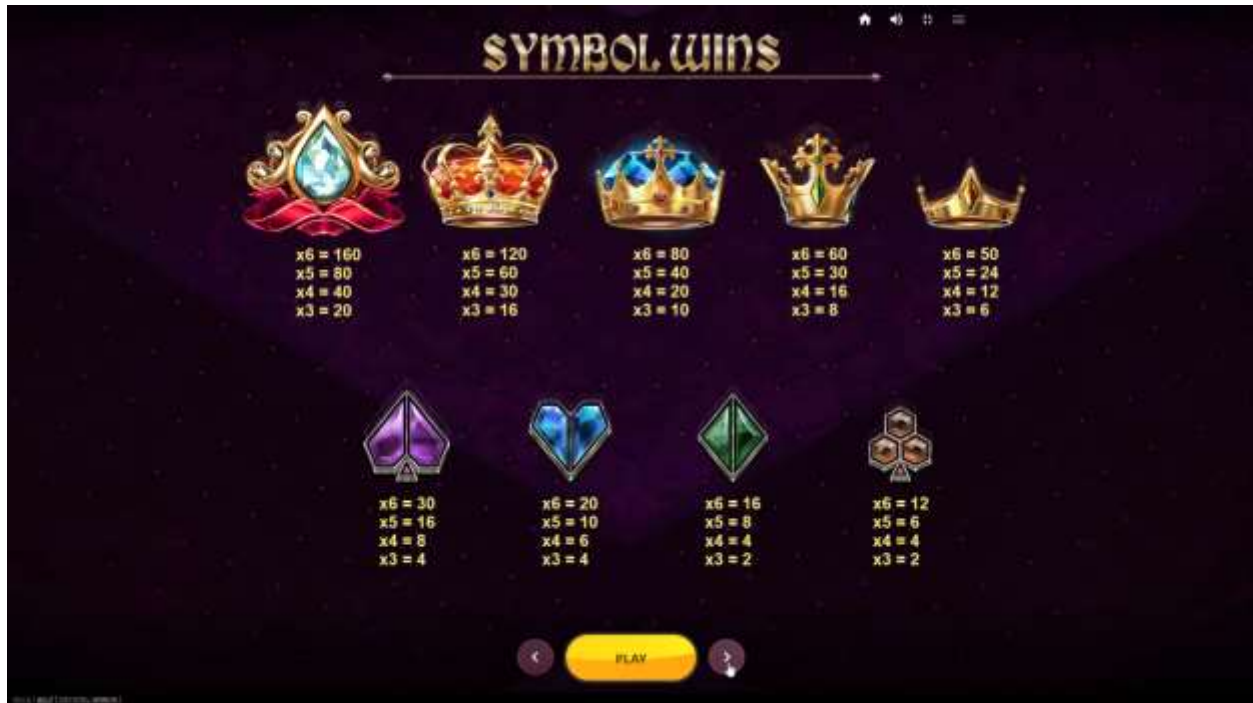 SYMBOL WINS
x6 = 160
x5 = 80
x4 = 40
x3 = 20
x6 = 120
x5 = 60
x4 = 30
x3 = 16
x6 = 80
x5 = 40
x4 = 20
x3 = 10
x6 = 60
x5 = 30
x4 = 16
x3 = 8
x6 = 50
x5 = 24
x4 = 12
x3 = 6
x6 = 30
x5 = 16
x4 = 8
x3 = 4
x6 = 20
x5 = 10
x4 = 6
x3 = 4
x6 = 16
x5 = 8
x4 = 4
x3 = 2
x6 = 12
x5 = 6
x4 = 4
x3 = 2
PLAY